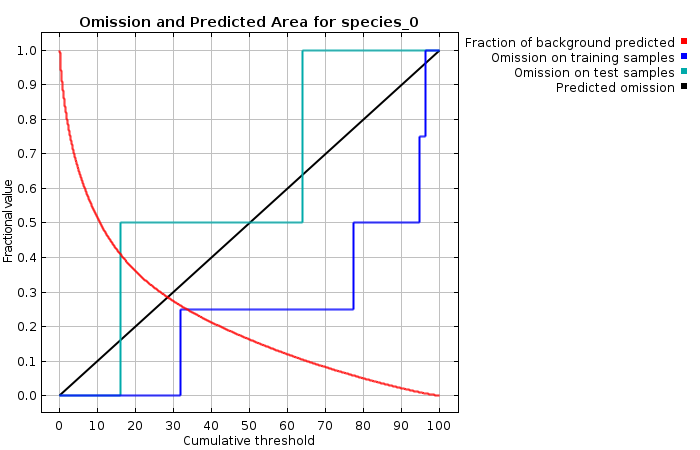 Omission and Predicted Area for species_0
Fraction of background predicted
Omission on training samples
Omission on test samples
Predicted omission
Fractional value
1.0
0.9
0.8
0.7
0.6
0.5
0.4
0.3
0.2
0.1
0.0
0 10 20 30 40 50 60 70 80 90 100
Cumulative threshold